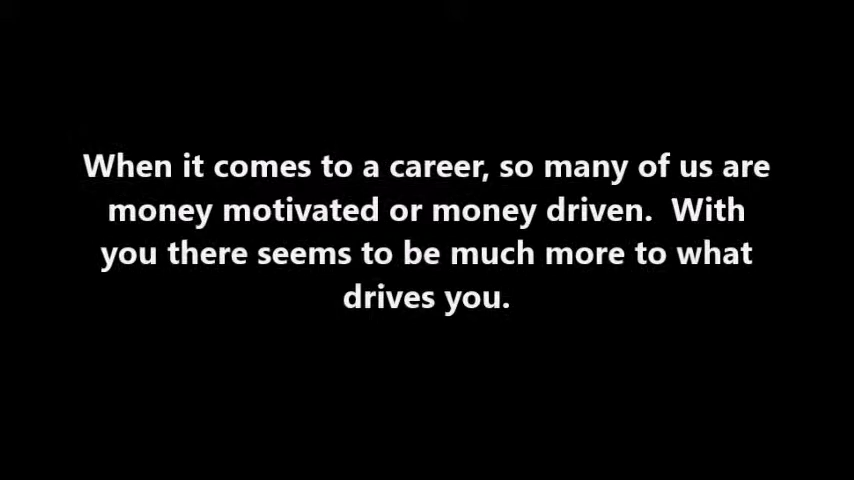 When it comes to a career, so many of us are
money motivated or money driven.  With
you there seems to be much more to what
drives you.